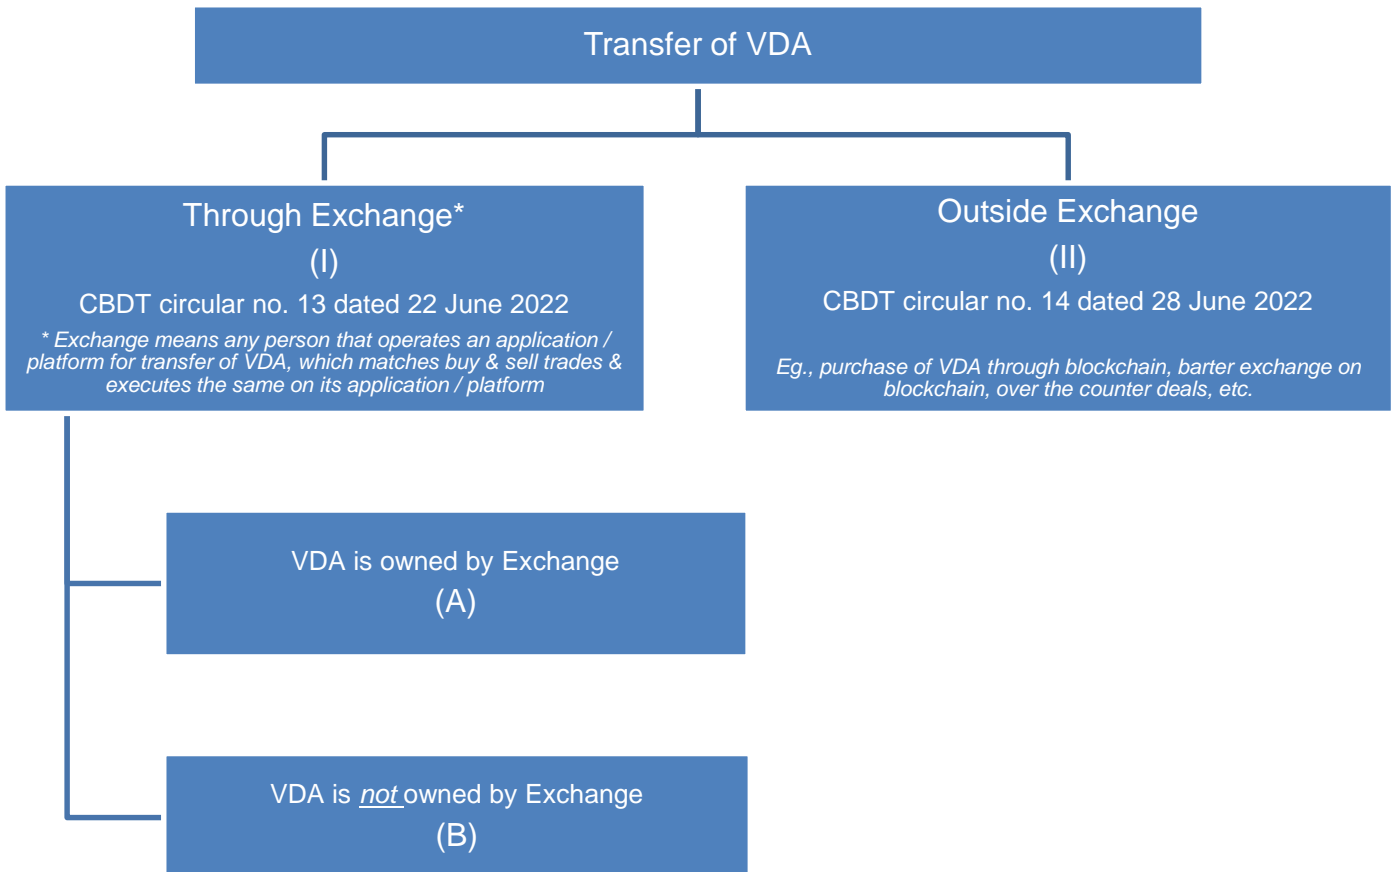 Transfer of VDA
Through Exchange*
(I)
CBDT circular no. 13 dated 22 June 2022
* Exchange means any person that operates an application /
platform for transfer of VDA, which matches buy & sell trades &
executes the same on its application / platform
Outside Exchange
(II)
CBDT circular no. 14 dated 28 June 2022
Eg., purchase of VDA through blockchain, barter exchange on
blockchain, over the counter deals, etc.
VDA is owned by Exchange
(A)
VDA is not owned by Exchange
(B)